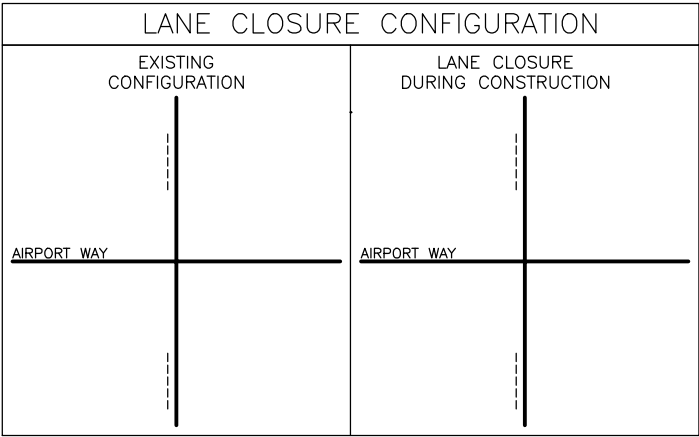 LANE CLOSURE CONFIGURATION
EXISTING
CONFIGURATION
AIRPORT WAY
LANE CLOSURE
DURING CONSTRUCTION
AIRPORT WAY